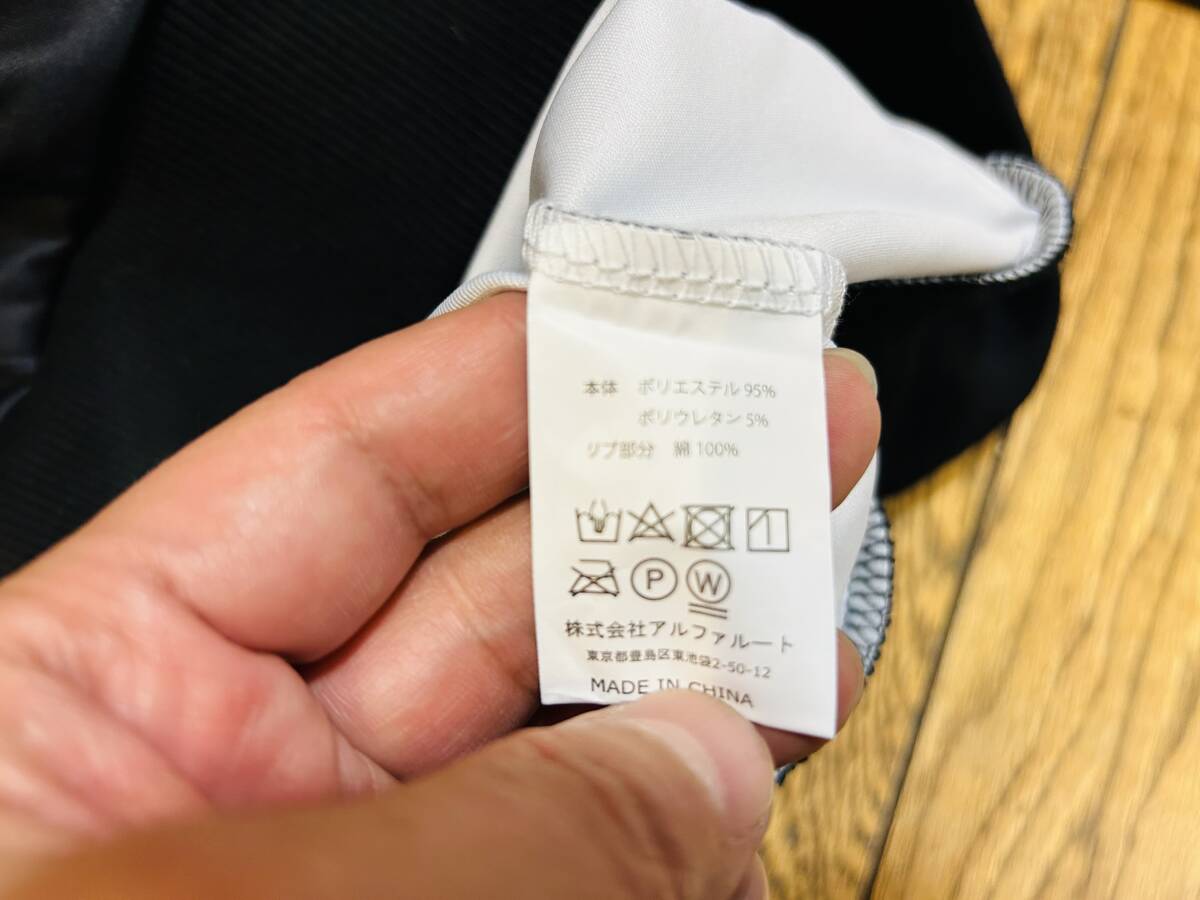 本体 ポリエステル 95%
ポリウレタン 5%
リブ部分 綿 100%
P W
株式会社アルファルート
東京都豊島区東池袋2-50-12
MADE IN CHINA